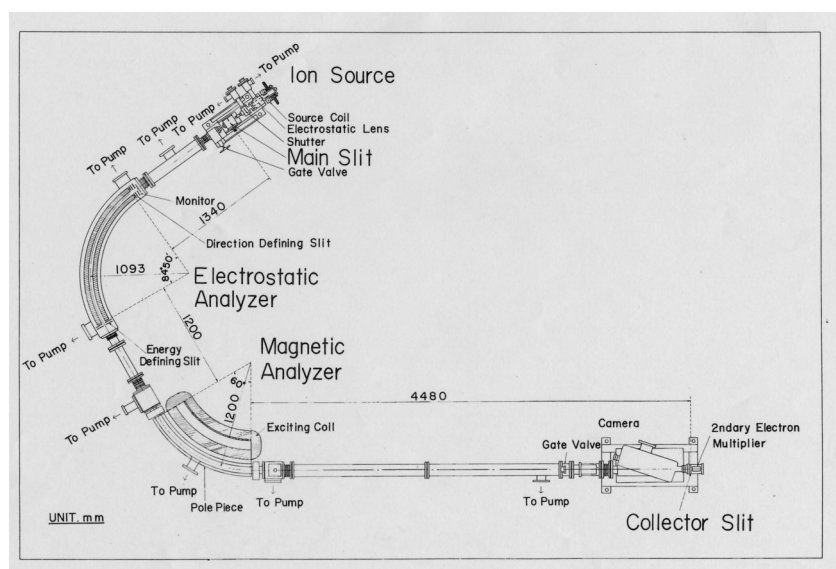 To Pump
Ion Source
To Pump
To Pump
Source Coil
Electrostatic Lens
Shutter
Main Slit
Gate Valve
To Pump
Monitor
1340
Direction Defining Slit
1093
84°50'
Electrostatic
Analyzer
1200
To Pump
Energy
Defining Slit
Magnetic
Analyzer
60°
1200
4480
To Pump
Exciting Coil
Camera
2ndary Electron
Multiplier
Gate Valve
To Pump
Pole Piece
To Pump
To Pump
Collector Slit
UNIT. mm